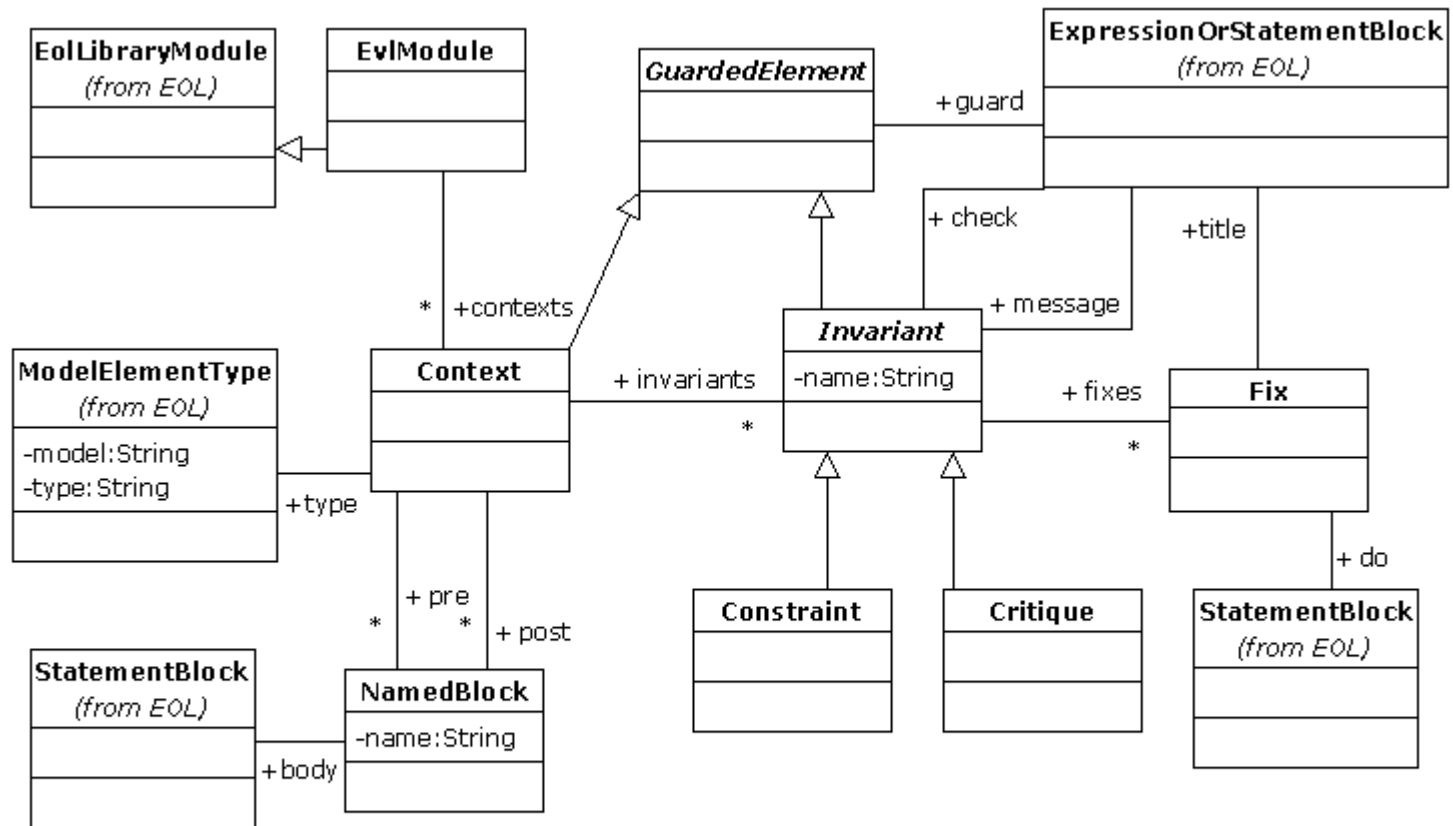 EolLibraryModule
(from EOL)
EvlModule
GuardedElement
ExpressionOrStatementBlock
(from EOL)
+guard
+ check
+title
+ message
* +contexts
ModelElementType
(from EOL)
-model:String
-type:String
+type
Context
+ invariants
*
Invariant
-name:String
+ fixes
*
Fix
+ do
+ pre
*
*
+ post
Constraint
Critique
StatementBlock
(from EOL)
StatementBlock
(from EOL)
+body
NamedBlock
-name:String